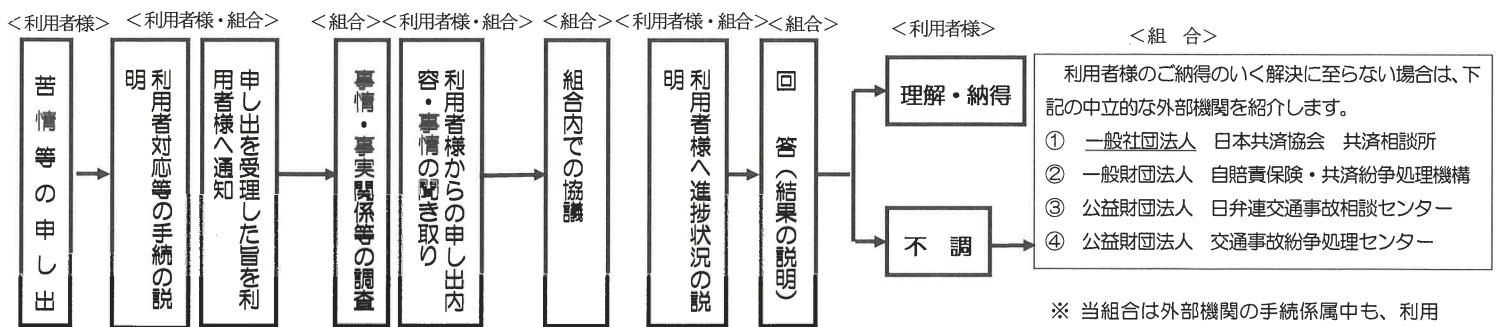 <利用者様>
苦情等の申し出
<利用者様・組合>
利用者対応等の手続の説
明
申し出を受理した旨を利
用者様へ通知
<組合>
事情・事実関係等の調査
<利用者様・組合>
利用者様からの申し出内
容・事情の聞き取り
<組合>
組合内での協議
<利用者様・組合>
利用者様へ進捗状況の説
明
<組合>
回 答(結果の説明)
<利用者様>
理解・納得
不 調
<組 合>
利用者様のご納得のいく解決に至らない場合は、下
記の中立的な外部機関を紹介します。
① 一般社団法人 日本共済協会 共済相談所
② 一般財団法人 自賠責保険・共済紛争処理機構
③ 公益財団法人 日弁連交通事故相談センター
④ 公益財団法人 交通事故紛争処理センター
※ 当組合は外部機関の手続係属中も、利用